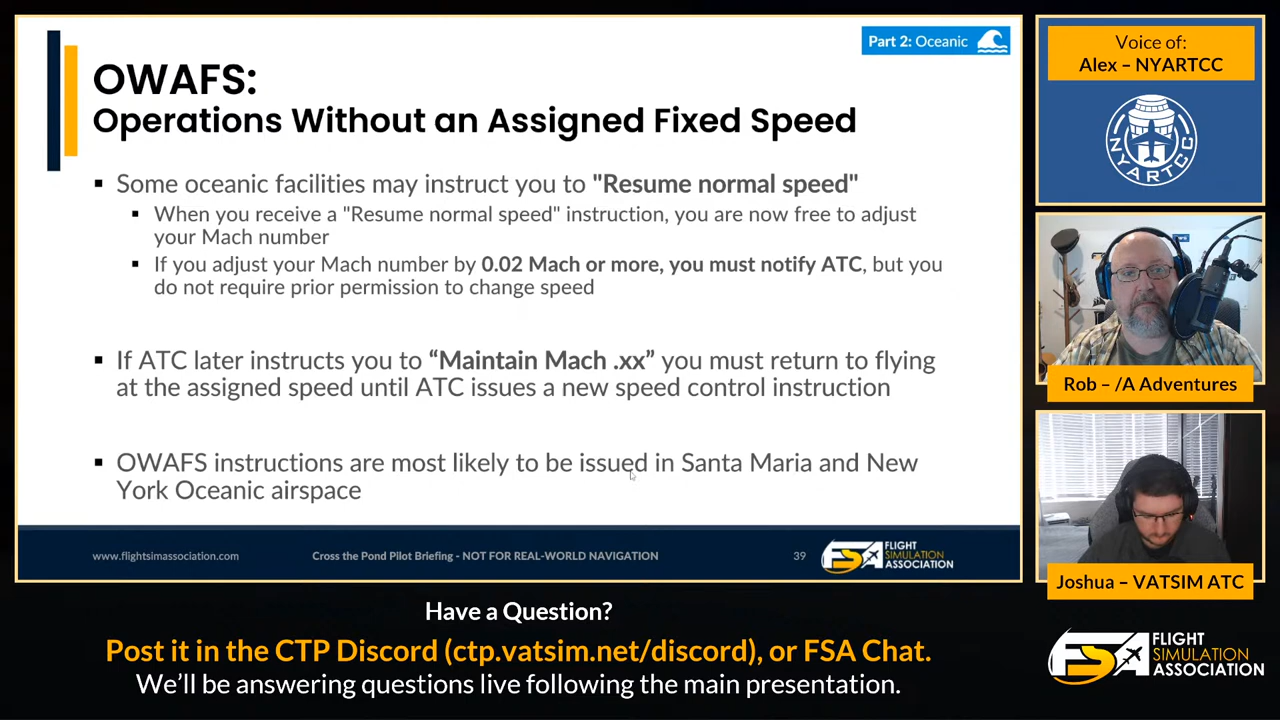 Part 2: Oceanic
OWAFS:
Operations Without an Assigned Fixed Speed
▪ Some oceanic facilities may instruct you to "Resume normal speed"
▪ When you receive a "Resume normal speed" instruction, you are now free to adjust
your Mach number
▪ If you adjust your Mach number by 0.02 Mach or more, you must notify ATC, but you
do not require prior permission to change speed
▪ If ATC later instructs you to “Maintain Mach .xx” you must return to flying
at the assigned speed until ATC issues a new speed control instruction
▪ OWAFS instructions are most likely to be issued in Santa Maria and New
York Oceanic airspace
www.flightsimassociation.com
Cross the Pond Pilot Briefing - NOT FOR REAL-WORLD NAVIGATION
39
FSA FLIGHT
SIMULATION
ASSOCIATION
Voice of:
Alex – NYARTCC
NYARTCC
Rob – /A Adventures
Joshua – VATSIM ATC
Have a Question?
Post it in the CTP Discord (ctp.vatsim.net/discord), or FSA Chat.
We’ll be answering questions live following the main presentation.
FSA FLIGHT
SIMULATION
ASSOCIATION